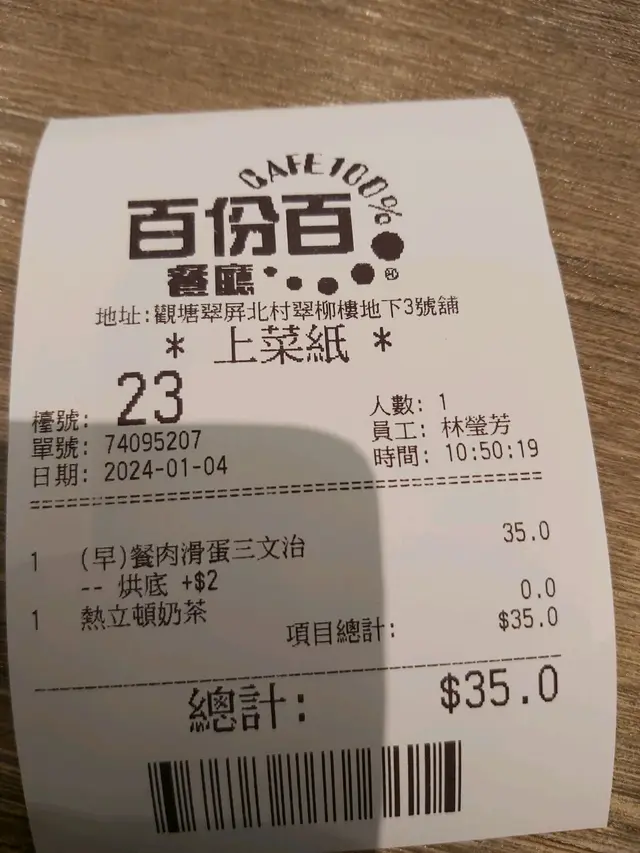 CAFE 100%
百份百
餐廳®
地址:觀塘翠屏北村翠柳樓地下3號舖
* 上菜紙 *
檯號: 23 人數: 1
單號: 74095207 員工: 林瑩芳
日期: 2024-01-04 時間: 10:50:19
1 (早)餐肉滑蛋三文治 35.0
-- 烘底 +$2
1 熱立頓奶茶 0.0
項目總計: $35.0
總計: $35.0